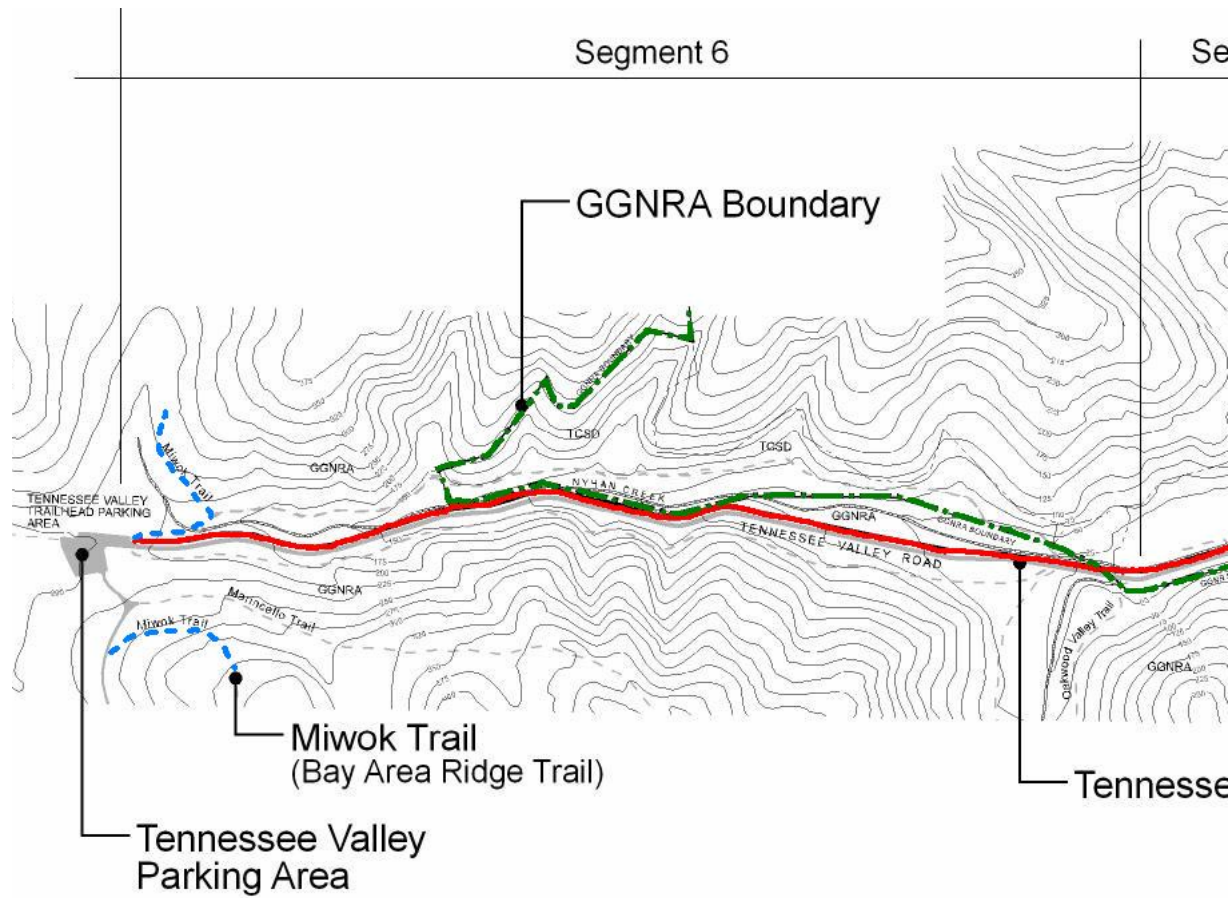 Segment 6
Se
GGNRA Boundary
GGNRA BOUNDARY
TCSD
TCSD
Miwok Trail
GGNRA
NYHAN CREEK
TENNESSEE VALLEY
TRAILHEAD PARKING
AREA
GGNRA
GGNRA BOUNDARY
TENNESSEE VALLEY ROAD
GGNRA
Marincello Trail
Miwok Trail
Oakwood Valley Trail
GGNRA
Miwok Trail
(Bay Area Ridge Trail)
Tennesse
Tennessee Valley
Parking Area